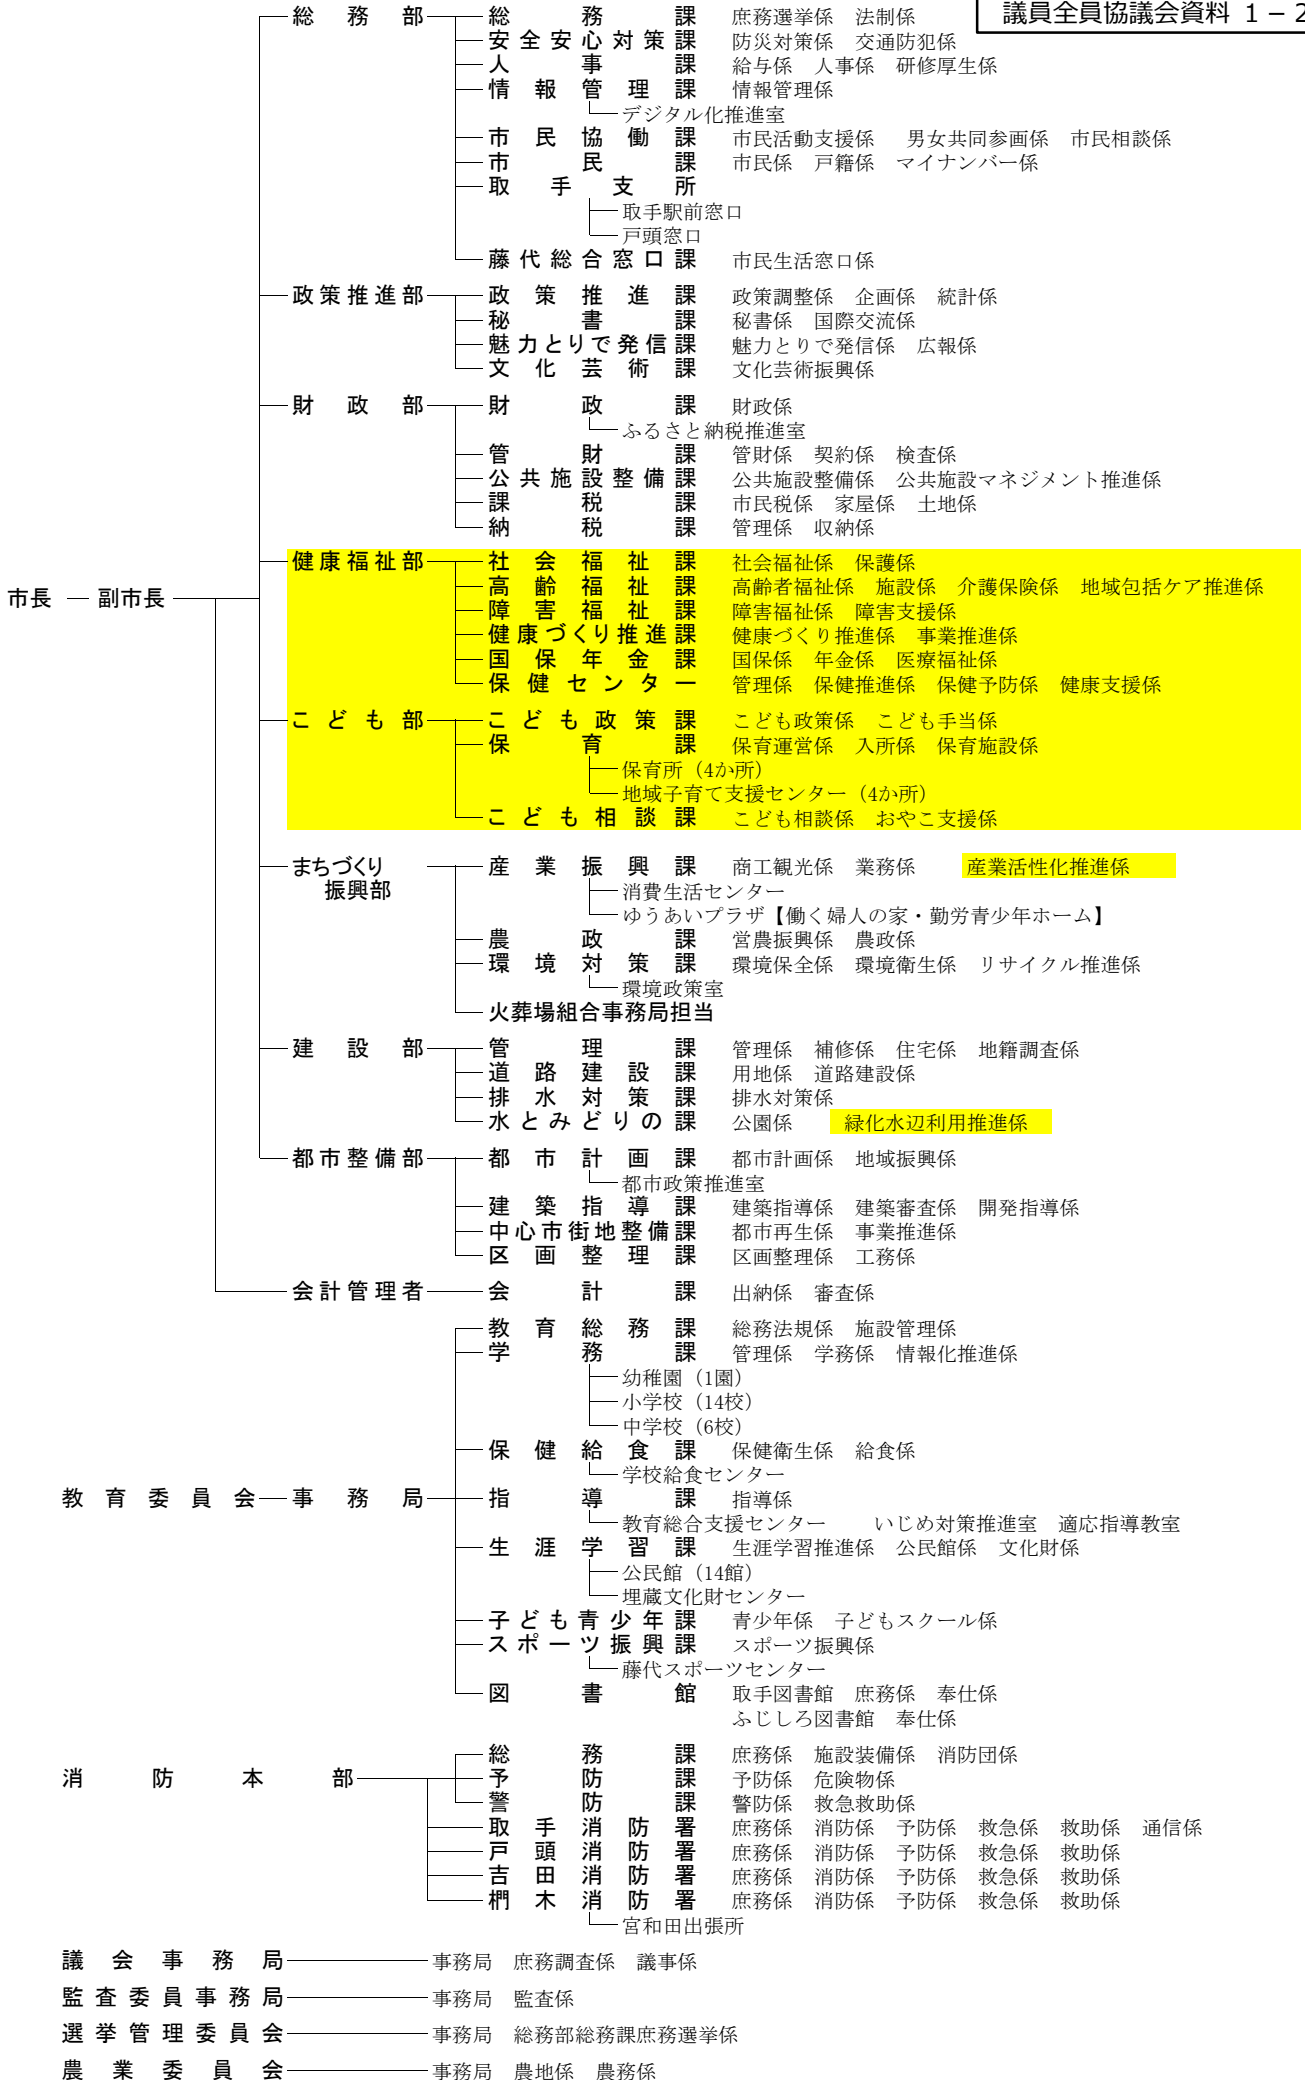 議員全員協議会資料 1－2
総務部 総務課 庶務選挙係 法制係
安全安心対策課 防災対策係 交通防犯係
人事課 給与係 人事係 研修厚生係
情報管理課 情報管理係
デジタル化推進室
市民協働課 市民活動支援係 男女共同参画係 市民相談係
市民課 市民係 戸籍係 マイナンバー係
取手支所
取手駅前窓口
戸頭窓口
藤代総合窓口課 市民生活窓口係
政策推進部 政策推進課 政策調整係 企画係 統計係
秘書課 秘書係 国際交流係
魅力とりで発信課 魅力とりで発信係 広報係
文化芸術課 文化芸術振興係
財政部 財政課 財政係
ふるさと納税推進室
管財課 管財係 契約係 検査係
公共施設整備課 公共施設整備係 公共施設マネジメント推進係
課税課 市民税係 家屋係 土地係
納税課 管理係 収納係
健康福祉部 社会福祉課 社会福祉係 保護係
高齢福祉課 高齢者福祉係 施設係 介護保険係 地域包括ケア推進係
市長 副市長
障害福祉課 障害福祉係 障害支援係
健康づくり推進課 健康づくり推進係 事業推進係
国保年金課 国保係 年金係 医療福祉係
保健センター 管理係 保健推進係 保健予防係 健康支援係
こども部 こども政策課 こども政策係 こども手当係
保育課 保育運営係 入所係 保育施設係
保育所（4か所）
地域子育て支援センター（4か所）
こども相談課 こども相談係 おやこ支援係
まちづくり 産業振興課 商工観光係 業務係 産業活性化推進係
振興部 消費生活センター
ゆうあいプラザ【働く婦人の家・勤労青少年ホーム】
農政課 営農振興係 農政係
環境対策課 環境保全係 環境衛生係 リサイクル推進係
環境政策室
火葬場組合事務局担当
建設部 管理課 管理係 補修係 住宅係 地籍調査係
道路建設課 用地係 道路建設係
排水対策課 排水対策係
水とみどりの課 公園係 緑化水辺利用推進係
都市整備部 都市計画課 都市計画係 地域振興係
都市政策推進室
建築指導課 建築指導係 建築審査係 開発指導係
中心市街地整備課 都市再生係 事業推進係
区画整理課 区画整理係 工務係
会計管理者 会計課 出納係 審査係
教育総務課 総務法規係 施設管理係
学務課 管理係 学務係 情報化推進係
幼稚園（1園）
小学校（14校）
中学校（6校）
保健給食課 保健衛生係 給食係
学校給食センター
教育委員会 事務局 指導課 指導係
教育総合支援センター いじめ対策推進室 適応指導教室
生涯学習課 生涯学習推進係 公民館係 文化財係
公民館（14館）
埋蔵文化財センター
子ども青少年課 青少年係 子どもスクール係
スポーツ振興課 スポーツ振興係
藤代スポーツセンター
図書館 取手図書館 庶務係 奉仕係
ふじしろ図書館 奉仕係
総務課 庶務係 施設装備係 消防団係
消防本部 予防課 予防係 危険物係
警防課 警防係 救急救助係
取手消防署 庶務係 消防係 予防係 救急係 救助係 通信係
戸頭消防署 庶務係 消防係 予防係 救急係 救助係
吉田消防署 庶務係 消防係 予防係 救急係 救助係
椚木消防署 庶務係 消防係 予防係 救急係 救助係
宮和田出張所
議会事務局 事務局 庶務調査係 議事係
監査委員事務局 事務局 監査係
選挙管理委員会 事務局 総務部総務課庶務選挙係
農業委員会 事務局 農地係 農務係